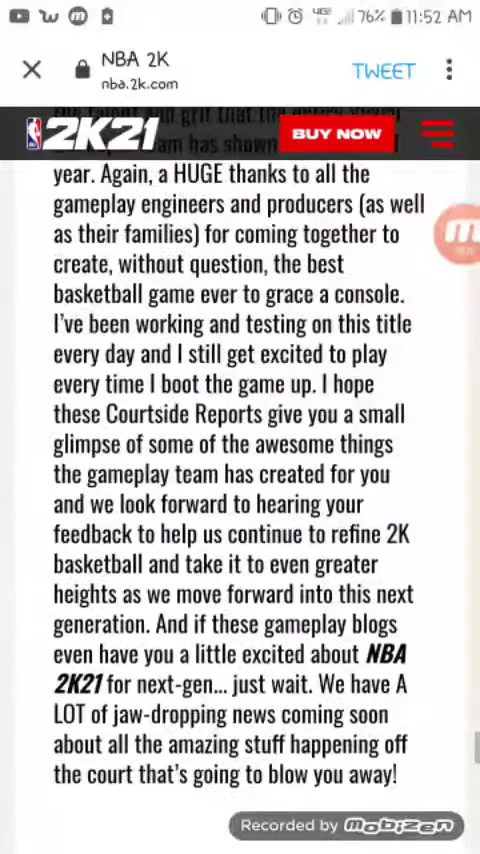 76% 11:52 AM
NBA 2K
nba.2k.com
TWEET
2K21
BUY NOW
am has shown
year. Again, a HUGE thanks to all the
gameplay engineers and producers (as well
as their families) for coming together to
create, without question, the best
basketball game ever to grace a console.
I’ve been working and testing on this title
every day and I still get excited to play
every time I boot the game up. I hope
these Courtside Reports give you a small
glimpse of some of the awesome things
the gameplay team has created for you
and we look forward to hearing your
feedback to help us continue to refine 2K
basketball and take it to even greater
heights as we move forward into this next
generation. And if these gameplay blogs
even have you a little excited about NBA
2K21 for next-gen... just wait. We have A
LOT of jaw-dropping news coming soon
about all the amazing stuff happening off
the court that’s going to blow you away!
Recorded by mobizen